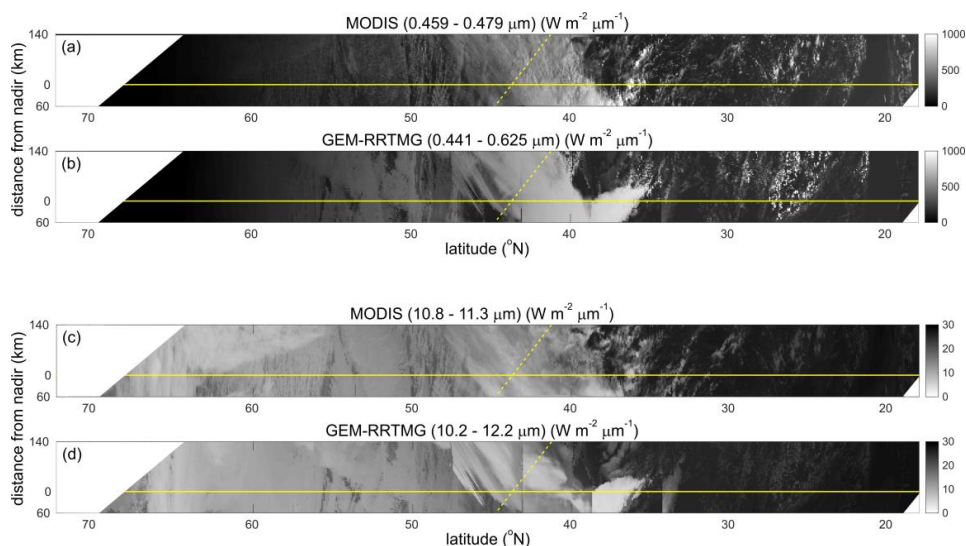 MODIS (0.459 - 0.479 μm) (W m⁻² μm⁻¹)
(a)
140
0
60
70 60 50 40 30 20
1000
500
0
GEM-RRTMG (0.441 - 0.625 μm) (W m⁻² μm⁻¹)
(b)
140
0
60
70 60 50 40 30 20
1000
500
0
distance from nadir (km)
latitude (°N)
MODIS (10.8 - 11.3 μm) (W m⁻² μm⁻¹)
(c)
140
0
60
70 60 50 40 30 20
30
20
10
0
GEM-RRTMG (10.2 - 12.2 μm) (W m⁻² μm⁻¹)
(d)
140
0
60
70 60 50 40 30 20
30
20
10
0
distance from nadir (km)
latitude (°N)